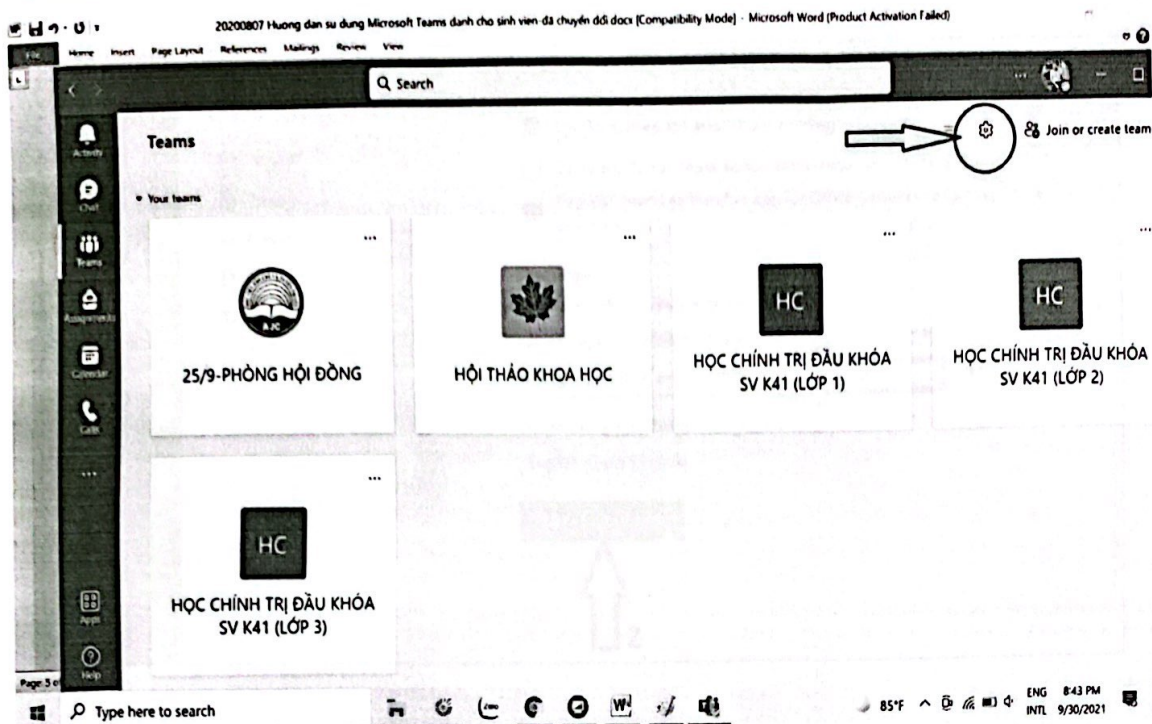 20200807 Huong dan su dung Microsoft Teams danh cho sinh vien-đã chuyển đổi docx [Compatibility Mode] - Microsoft Word (Product Activation Failed)
File Home Insert Page Layout References Mailings Review View
Search
Activity
Chat
Teams
Assignments
Calendar
Calls
Apps
Help
Teams
Join or create team
Your teams
AJC
25/9-PHÒNG HỘI ĐỒNG
HỘI THẢO KHOA HỌC
HC
HỌC CHÍNH TRỊ ĐẦU KHÓA
SV K41 (LỚP 1)
HC
HỌC CHÍNH TRỊ ĐẦU KHÓA
SV K41 (LỚP 2)
HC
HỌC CHÍNH TRỊ ĐẦU KHÓA
SV K41 (LỚP 3)
2
Page: 5 of
Type here to search
85°F
ENG
INTL
8:43 PM
9/30/2021